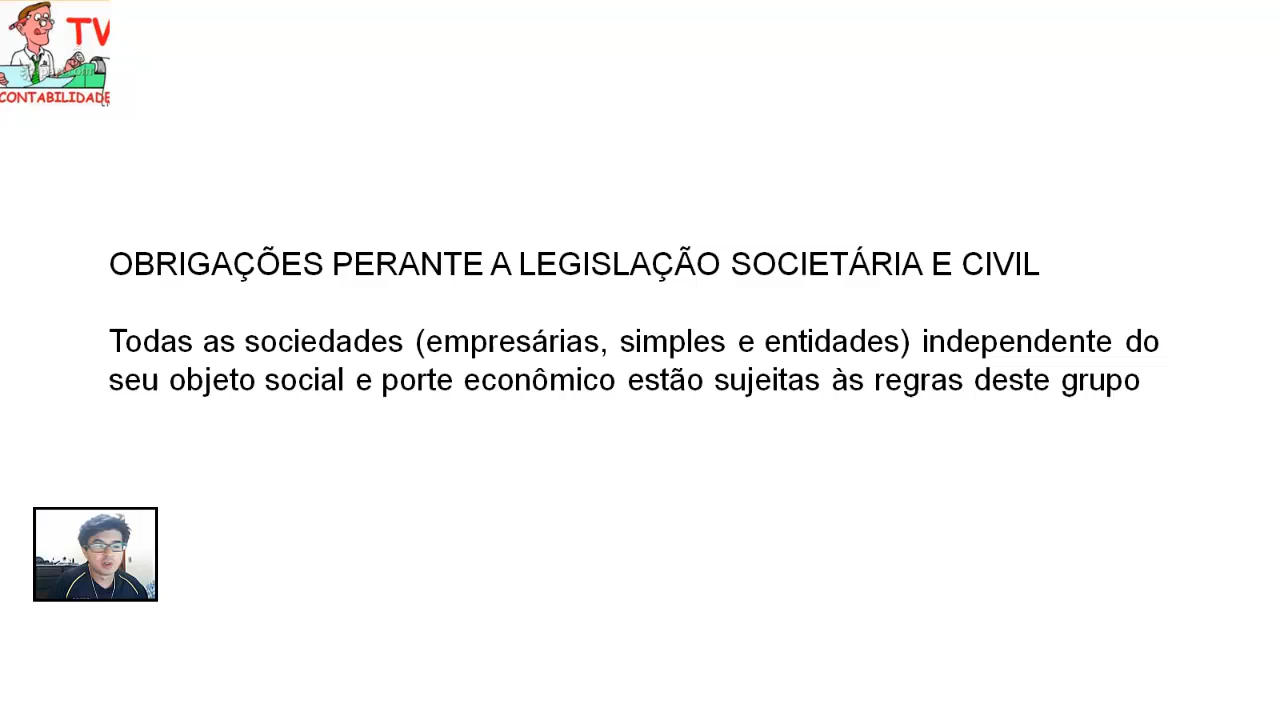 TV
CONTABILIDADE
OBRIGAÇÕES PERANTE A LEGISLAÇÃO SOCIETÁRIA E CIVIL
Todas as sociedades (empresárias, simples e entidades) independente do
seu objeto social e porte econômico estão sujeitas às regras deste grupo